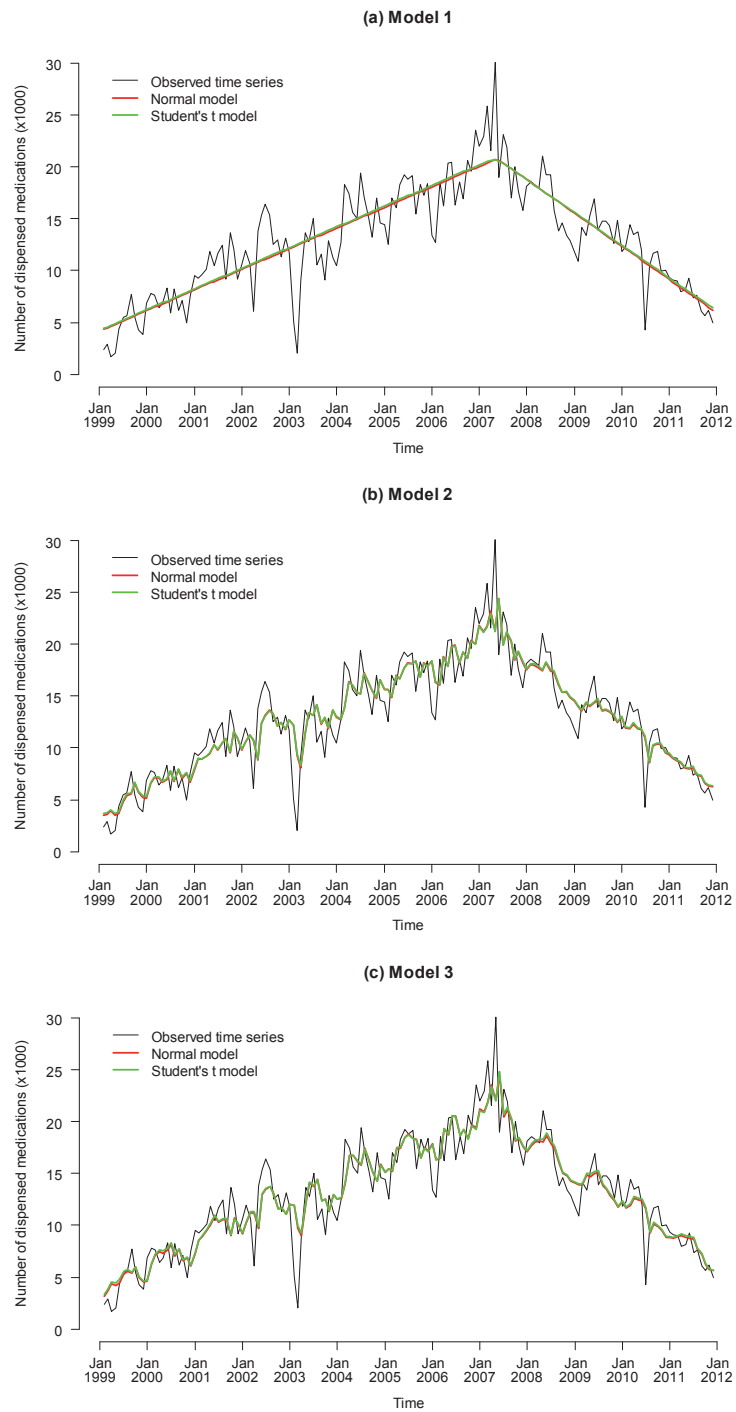 (a) Model 1
Number of dispensed medications (x1000)
30
25
20
15
10
5
0
Observed time series
Normal model
Student's t model
Jan Jan Jan Jan Jan Jan Jan Jan Jan Jan Jan Jan Jan Jan
1999 2000 2001 2002 2003 2004 2005 2006 2007 2008 2009 2010 2011 2012
Time
(b) Model 2
Number of dispensed medications (x1000)
30
25
20
15
10
5
0
Observed time series
Normal model
Student's t model
Jan Jan Jan Jan Jan Jan Jan Jan Jan Jan Jan Jan Jan Jan
1999 2000 2001 2002 2003 2004 2005 2006 2007 2008 2009 2010 2011 2012
Time
(c) Model 3
Number of dispensed medications (x1000)
30
25
20
15
10
5
0
Observed time series
Normal model
Student's t model
Jan Jan Jan Jan Jan Jan Jan Jan Jan Jan Jan Jan Jan Jan
1999 2000 2001 2002 2003 2004 2005 2006 2007 2008 2009 2010 2011 2012
Time